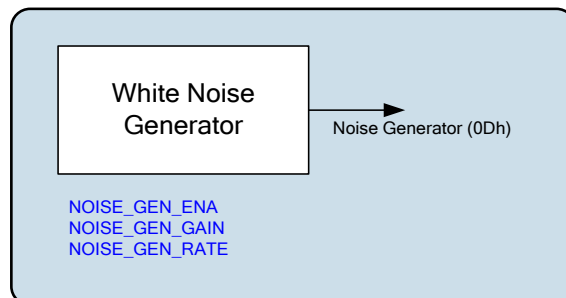 White Noise
Generator
Noise Generator (0Dh)
NOISE_GEN_ENA
NOISE_GEN_GAIN
NOISE_GEN_RATE